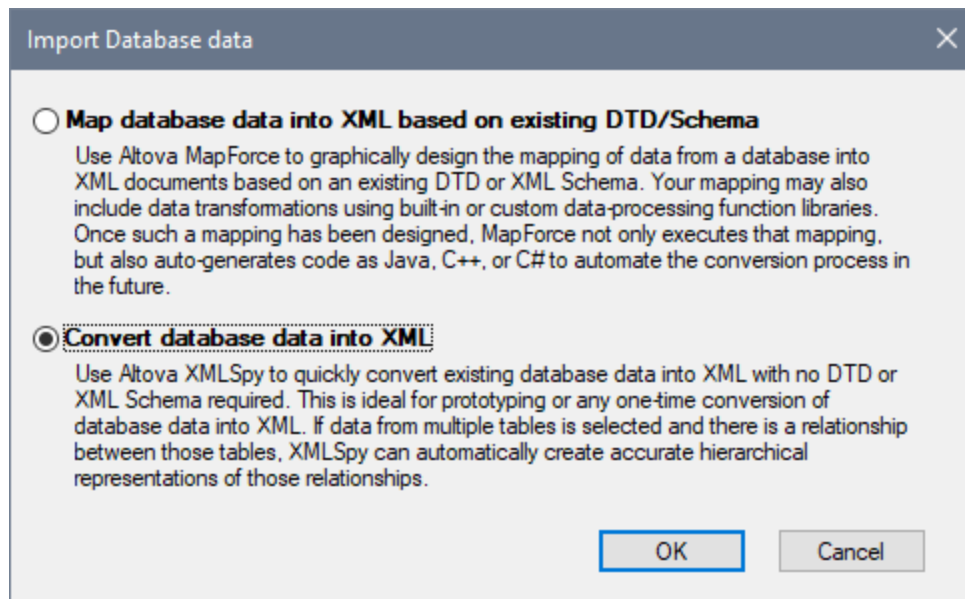 Import Database data
Map database data into XML based on existing DTD/Schema
Use Altova MapForce to graphically design the mapping of data from a database into
XML documents based on an existing DTD or XML Schema. Your mapping may also
include data transformations using built-in or custom data-processing function libraries.
Once such a mapping has been designed, MapForce not only executes that mapping,
but also auto-generates code as Java, C++, or C# to automate the conversion process in
the future.
Convert database data into XML
Use Altova XMLSpy to quickly convert existing database data into XML with no DTD or
XML Schema required. This is ideal for prototyping or any one-time conversion of
database data into XML. If data from multiple tables is selected and there is a relationship
between those tables, XMLSpy can automatically create accurate hierarchical
representations of those relationships.
OK Cancel